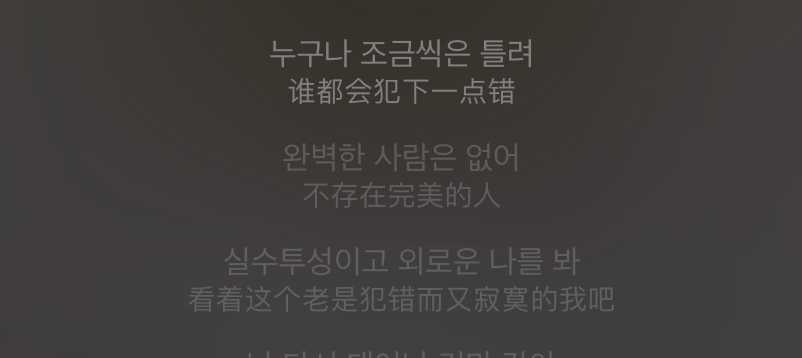 누구나 조금씩은 틀려
谁都会犯下一点错
완벽한 사람은 없어
不存在完美的人
실수투성이고 외로운 나를 봐
看着这个老是犯错而又寂寞的我吧